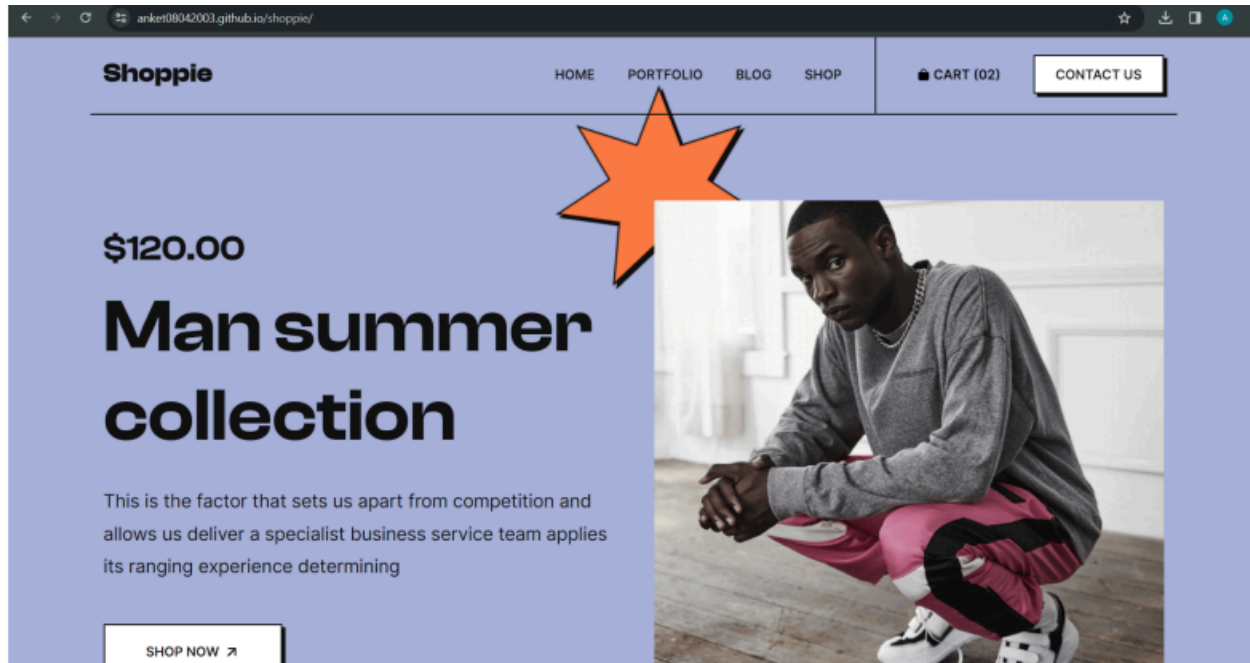 anket08042003.github.io/shoppie/
A
Shoppie
HOME PORTFOLIO BLOG SHOP CART (02) CONTACT US
$120.00
Man summer
collection
This is the factor that sets us apart from competition and
allows us deliver a specialist business service team applies
its ranging experience determining
SHOP NOW